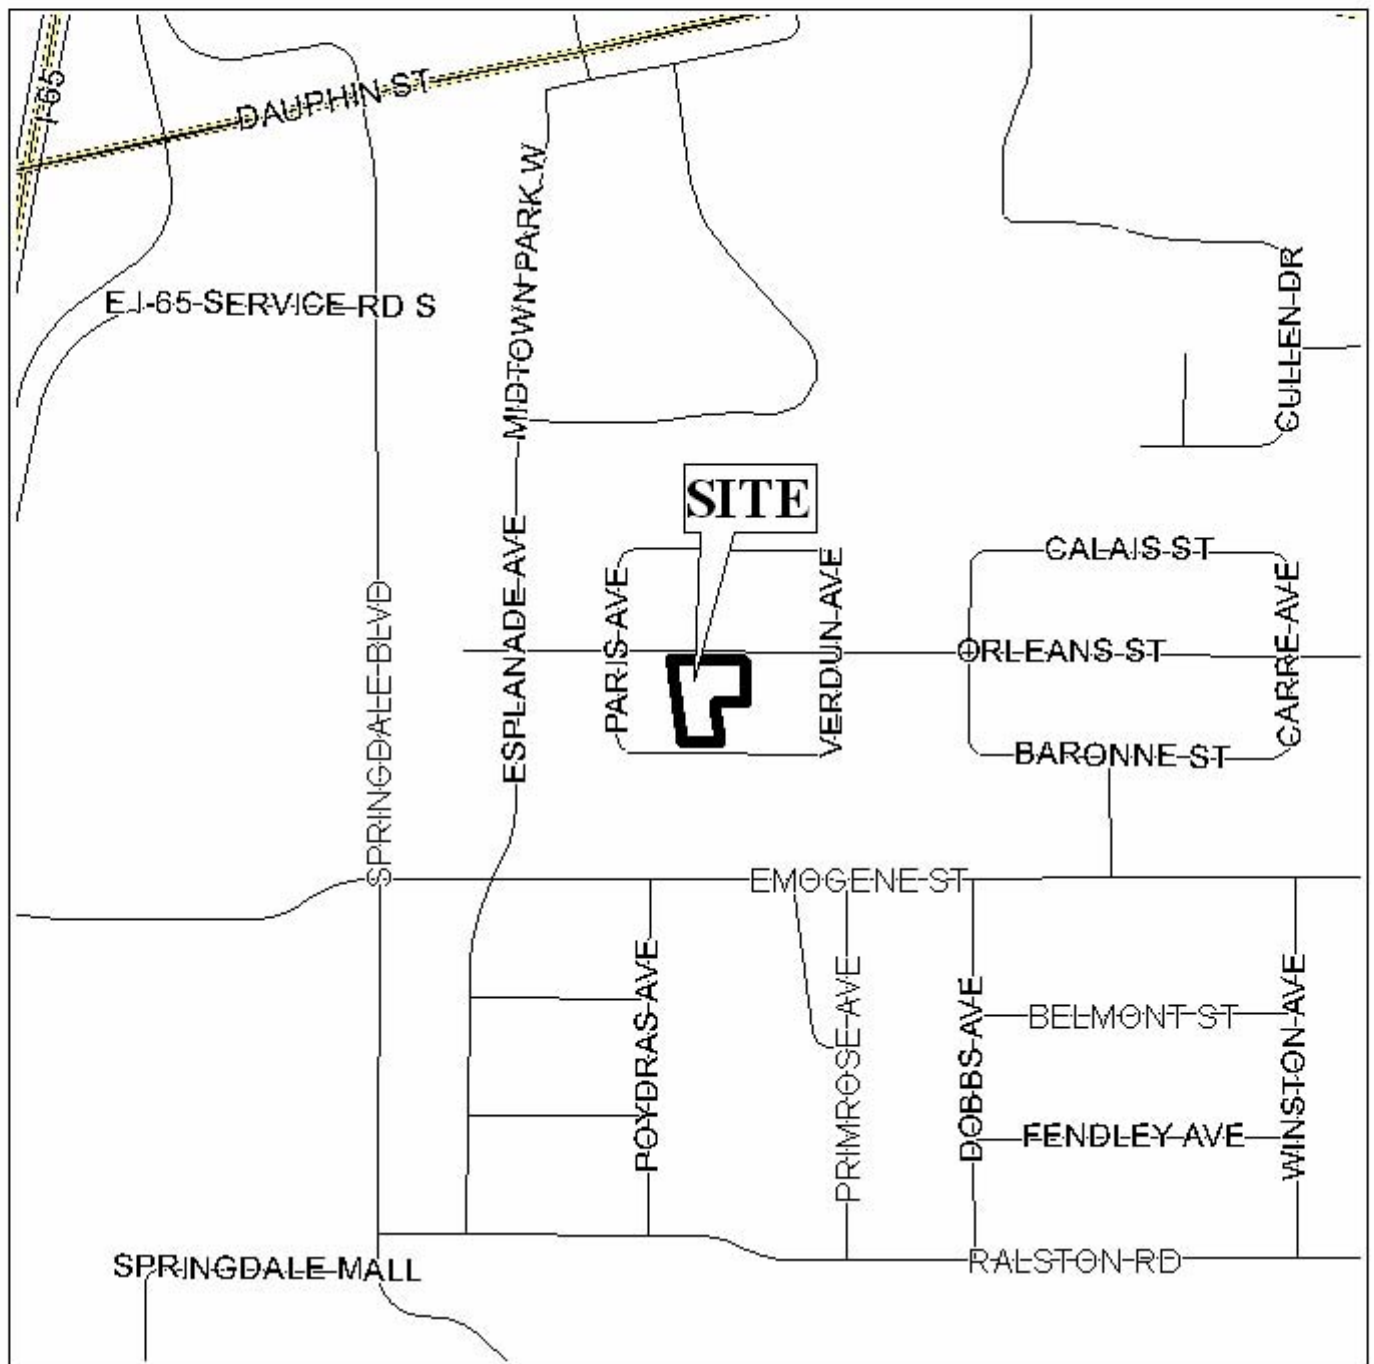 I-65
DAUPHIN ST
MIDTOWN PARK W
E I-65 SERVICE RD S
CULLEN DR
SITE
ESPLANADE AVE
CALAIS ST
PARIS AVE
VERDUN AVE
CARRE AVE
SPRINGDALE BLVD
ORLEANS ST
BARONNE ST
EMOGENE ST
POYDRAS AVE
PRIMROSE AVE
DOBBS AVE
BELMONT ST
WINSTON AVE
FENDLEY AVE
SPRINGDALE MALL
RALSTON RD